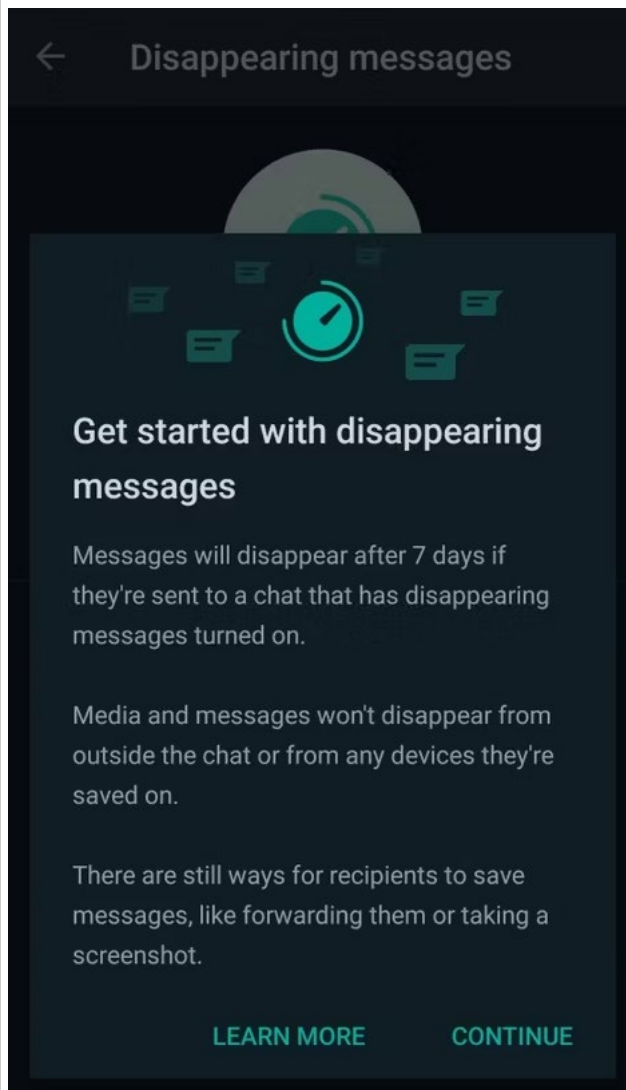 Disappearing messages
Get started with disappearing
messages
Messages will disappear after 7 days if
they're sent to a chat that has disappearing
messages turned on.
Media and messages won't disappear from
outside the chat or from any devices they're
saved on.
There are still ways for recipients to save
messages, like forwarding them or taking a
screenshot.
LEARN MORE CONTINUE